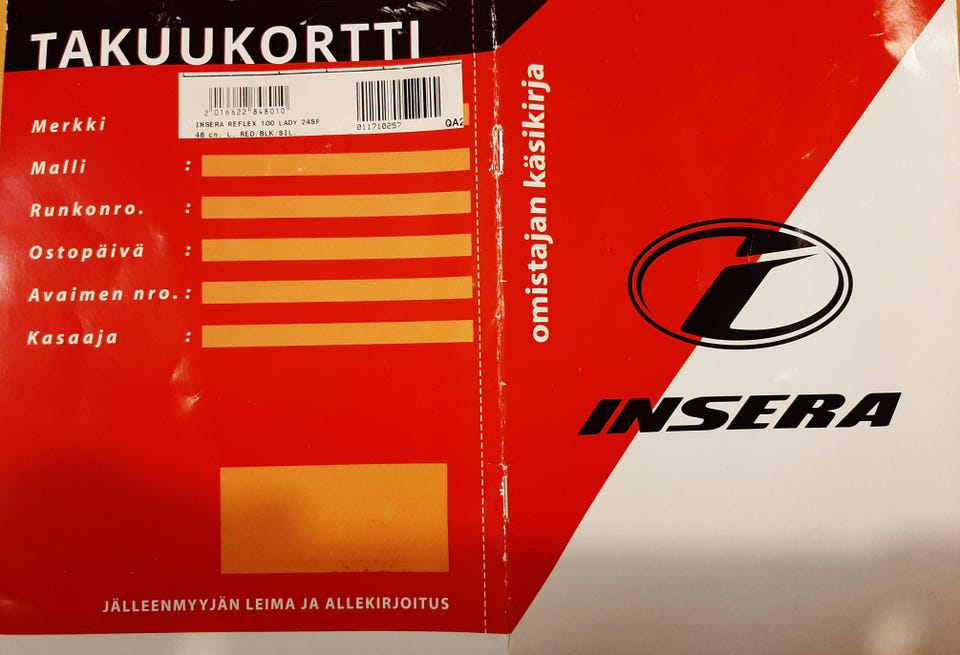 TAKUUKORTTI
2 016622 848010
011710257
QA2
INSERA REFLEX 100 LADY 24SP
48 cm, L, RED/BLK/SIL.
Merkki
Malli :
Runkonro. :
Ostopäivä :
Avaimen nro. :
Kasaaja :
JÄLLEENMYYJÄN LEIMA JA ALLEKIRJOITUS
omistajan käsikirja
INSERA